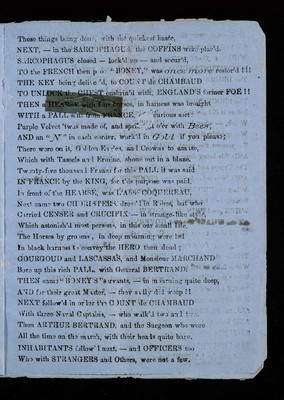 These things being done, with the quickest haste,
NEXT, — in the SARCOPHAGUS, the COFFINS were plac'd.
SARCOPHAGUS closed — lock'd up — and secur'd,
TO the FRENCH then "BONEY," was once more restor'd !!!
THE KEY being deliver'd, to COUNT de CHAMBAUD
TO UNLOCK the CHEST enshrin'd with, ENGLAND'S former FOE !!
THEN a HEARSE with Four horses, in harness was brought
WITH a PALL from FRANCE, of various sort:
Purple Velvet 'twas made of, and o'er with Bees,
AND an "N" in each corner, work'd in Gold if you please;
There were on it, Golden Eagles, and Crowns to amuse,
Which with Tassels and Ermine, shone out in a blaze.
Twenty-five thousand Francs for this PALL it was said
IN FRANCE by the KING, for the purpose was paid.
In front of the HEARSE, was L'Abbé COQUEREAU,
Next came two CHORISTERS dress'd in Robes, but who
Carried CENSER and CRUCIFIX — in strange-like style,
Which astonish'd most persons, in this our small Isle.
The Horses by grooms, in deep mourning were led
In black harness to convey the HERO then dead;
GOURGOUD and LASCASSAS, and Monsieur MARCHAND
Bore up this rich PALL, with General BERTRAND
THEN came "BONEY'S" servants, — in mourning quite deep,
AND for their great Master, — they sadly did weep !!
NEXT follow'd in order the COUNT de CHAMBAUD
With three Naval Captains, — who walk'd two and two.
Then ARTHUR BERTRAND, and the Surgeon who were
All the time on the march, with their heads quite bare.
INHABITANTS follow'd next, — and OFFICERS too
Who with STRANGERS and Others, were not a few.